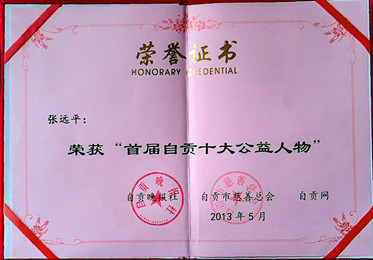 荣誉证书
HONORARY CREDENTIAL
张远平：
荣获“首届自贡十大公益人物”
自贡晚报社 自贡市慈善总会 自贡网
2013年5月